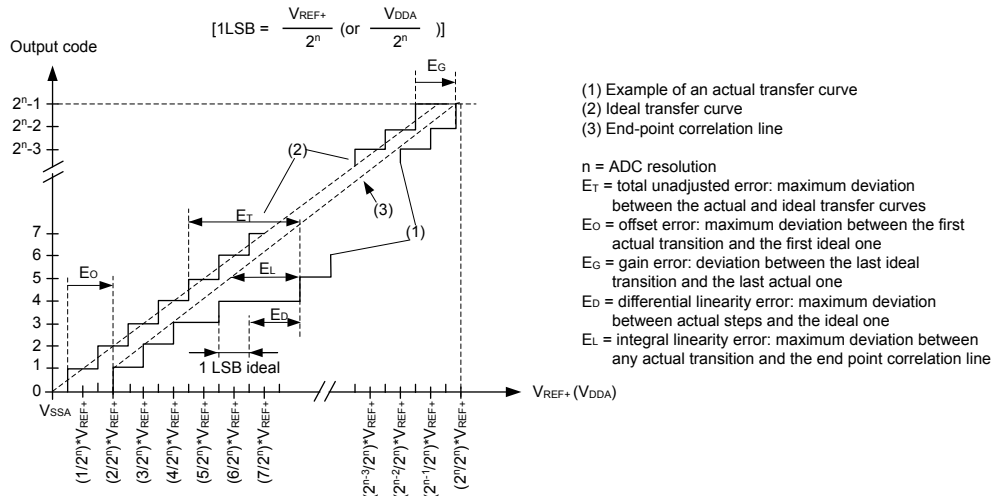 [1LSB = VREF+ / 2ⁿ (or VDDA / 2ⁿ )]
Output code
EG
2ⁿ-1
2ⁿ-2
2ⁿ-3
(2)
(3)
ET
7
(1)
6
EL
5
EO
4
3
ED
2
1
1 LSB ideal
0
VSSA
VREF+ (VDDA)
(1/2ⁿ)*VREF+
(2/2ⁿ)*VREF+
(3/2ⁿ)*VREF+
(4/2ⁿ)*VREF+
(5/2ⁿ)*VREF+
(6/2ⁿ)*VREF+
(7/2ⁿ)*VREF+
(2ⁿ-3/2ⁿ)*VREF+
(2ⁿ-2/2ⁿ)*VREF+
(2ⁿ-1/2ⁿ)*VREF+
(2ⁿ/2ⁿ)*VREF+
(1) Example of an actual transfer curve
(2) Ideal transfer curve
(3) End-point correlation line
n = ADC resolution
ET = total unadjusted error: maximum deviation
between the actual and ideal transfer curves
EO = offset error: maximum deviation between the first
actual transition and the first ideal one
EG = gain error: deviation between the last ideal
transition and the last actual one
ED = differential linearity error: maximum deviation
between actual steps and the ideal one
EL = integral linearity error: maximum deviation between
any actual transition and the end point correlation line